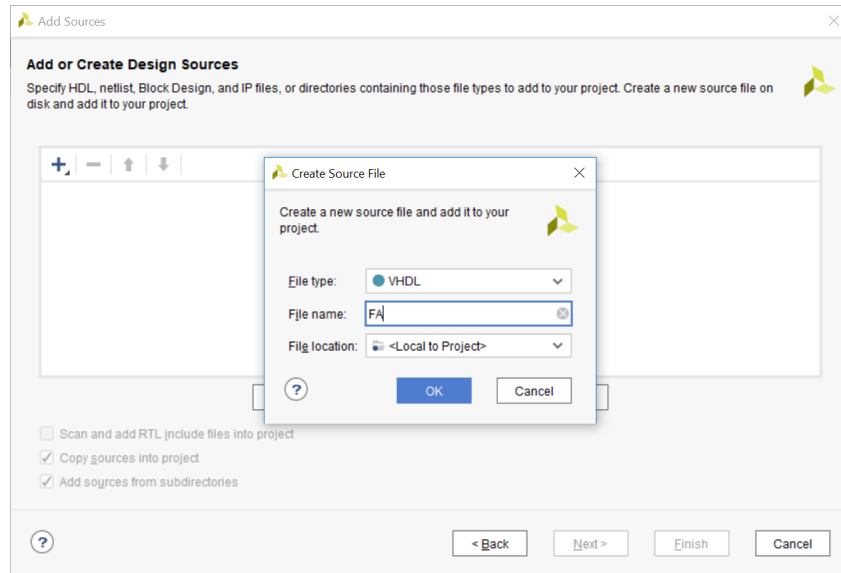 Add Sources
Add or Create Design Sources
Specify HDL, netlist, Block Design, and IP files, or directories containing those file types to add to your project. Create a new source file on
disk and add it to your project.
Create Source File
Create a new source file and add it to your
project.
File type: VHDL
File name: FA
File location: <Local to Project>
? OK Cancel
Scan and add RTL include files into project
Copy sources into project
Add sources from subdirectories
? < Back Next > Finish Cancel